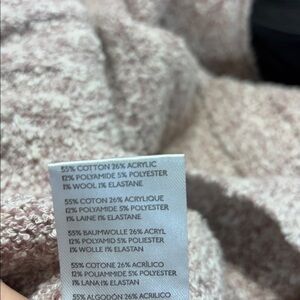 55% COTTON 26% ACRYLIC
12% POLYAMIDE 5% POLYESTER
1% WOOL 1% ELASTANE
55% COTON 26% ACRYLIQUE
12% POLYAMIDE 5% POLYESTER
1% LAINE 1% ELASTANE
55% BAUMWOLLE 26% ACRYL
12% POLYAMID 5% POLIESTER
1% WOLLE 1% ELASTAN
55% COTONE 26% ACRILICO
12% POLIAMMIDE 5% POLIESTERE
1% LANA 1% ELASTAN
55% ALGODÓN 26% ACRILICO